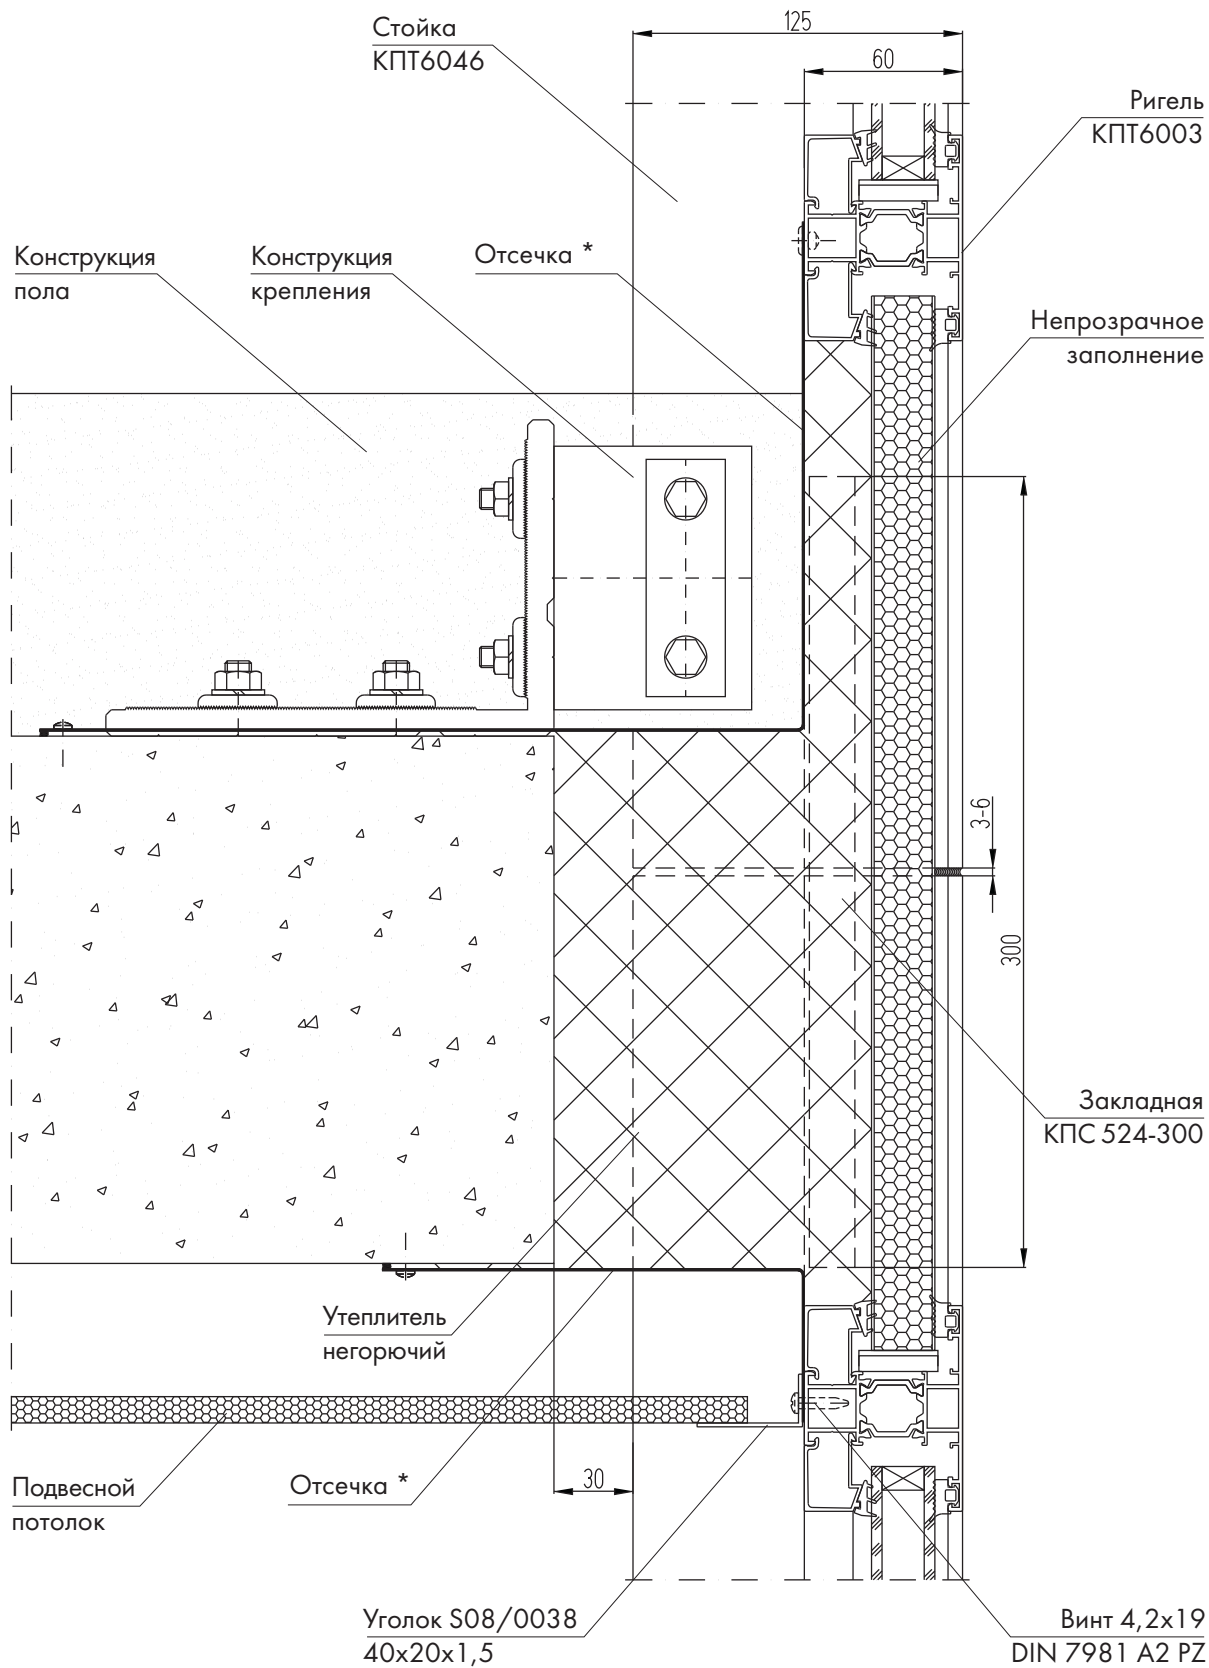 125
Стойка
КПТ6046
60
Ригель
КПТ6003
Конструкция
пола
Конструкция
крепления
Отсечка *
Непрозрачное
заполнение
3-6
300
Закладная
КПС 524-300
Утеплитель
негорючий
Подвесной
потолок
Отсечка *
30
Уголок S08/0038
40x20x1,5
Винт 4,2x19
DIN 7981 A2 PZ